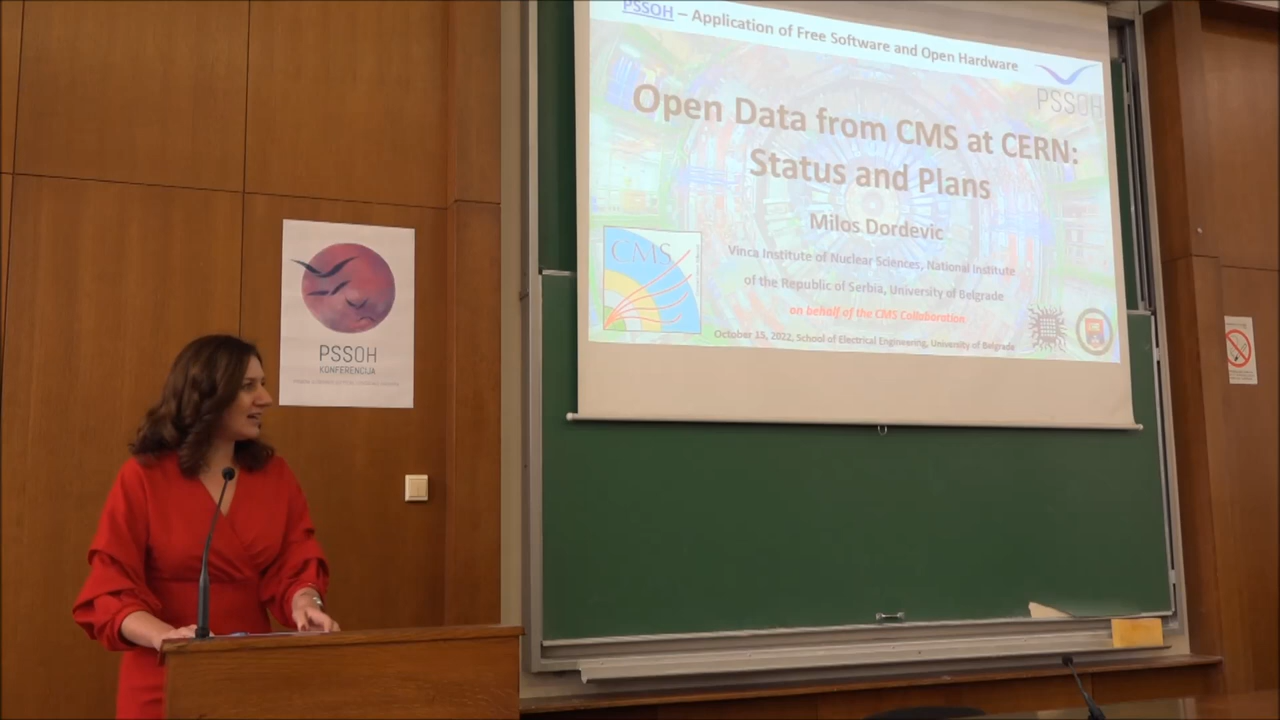 PSSOH – Application of Free Software and Open Hardware
PSSOH
Open Data from CMS at CERN:
Status and Plans
Milos Dordevic
Vinca Institute of Nuclear Sciences, National Institute
of the Republic of Serbia, University of Belgrade
on behalf of the CMS Collaboration
October 15, 2022, School of Electrical Engineering, University of Belgrade
CMS
PSSOH
KONFERENCIJA